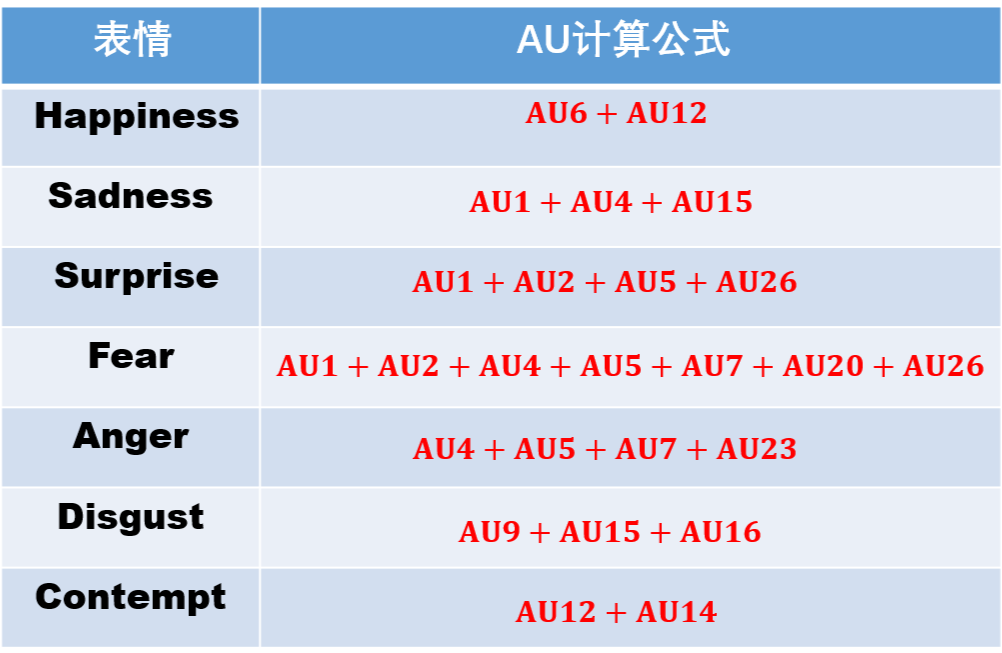 表情 AU计算公式
Happiness AU6 + AU12
Sadness AU1 + AU4 + AU15
Surprise AU1 + AU2 + AU5 + AU26
Fear AU1 + AU2 + AU4 + AU5 + AU7 + AU20 + AU26
Anger AU4 + AU5 + AU7 + AU23
Disgust AU9 + AU15 + AU16
Contempt AU12 + AU14